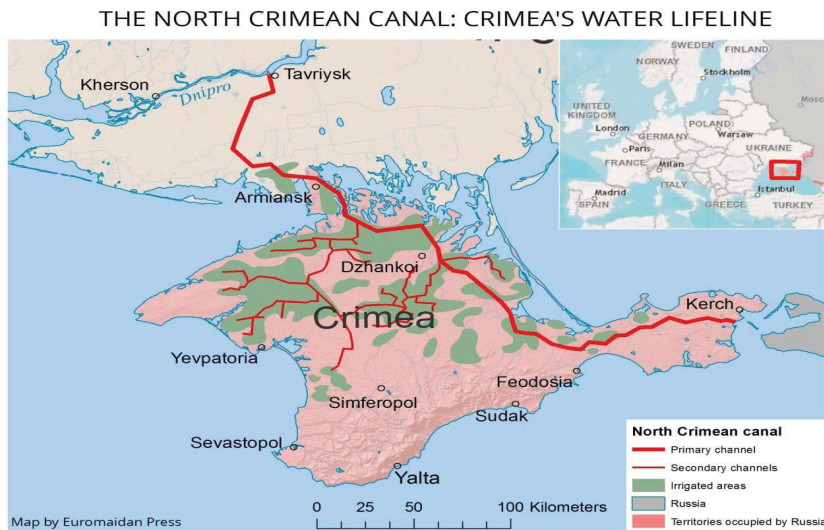 THE NORTH CRIMEAN CANAL: CRIMEA'S WATER LIFELINE
Kherson
Dnipro
Tavriysk
Armiansk
Dzhankoi
Crimea
Kerch
Yevpatoria
Feodosia
Simferopol
Sudak
Sevastopol
Yalta
SWEDEN
FINLAND
NORWAY
Stockholm
Mosc
UNITED
KINGDOM
London
POLAND
Warsaw
GERMANY
UKRAINE
Paris
FRANCE
Milan
ITALY
Madrid
SPAIN
Istanbul
GREECE
TURKEY
North Crimean canal
Primary channel
Secondary channels
Irrigated areas
Russia
Territories occupied by Russia
0 25 50 100 Kilometers
Map by Euromaidan Press